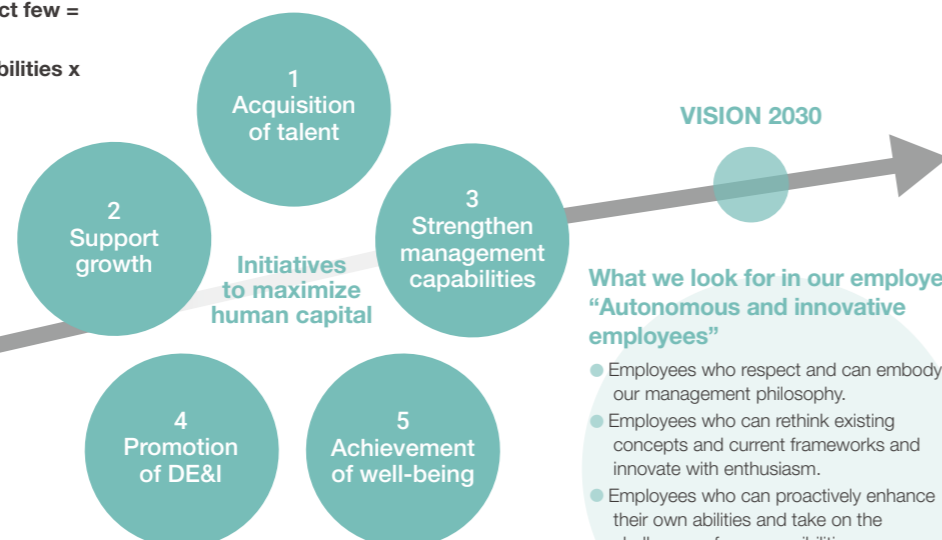 ct few =
bilities x
1
Acquisition
of talent
2
Support
growth
3
Strengthen
management
capabilities
Initiatives
to maximize
human capital
4
Promotion
of DE&I
5
Achievement
of well-being
VISION 2030
What we look for in our employe
“Autonomous and innovative
employees”
Employees who respect and can embody
our management philosophy.
Employees who can rethink existing
concepts and current frameworks and
innovate with enthusiasm.
Employees who can proactively enhance
their own abilities and take on the